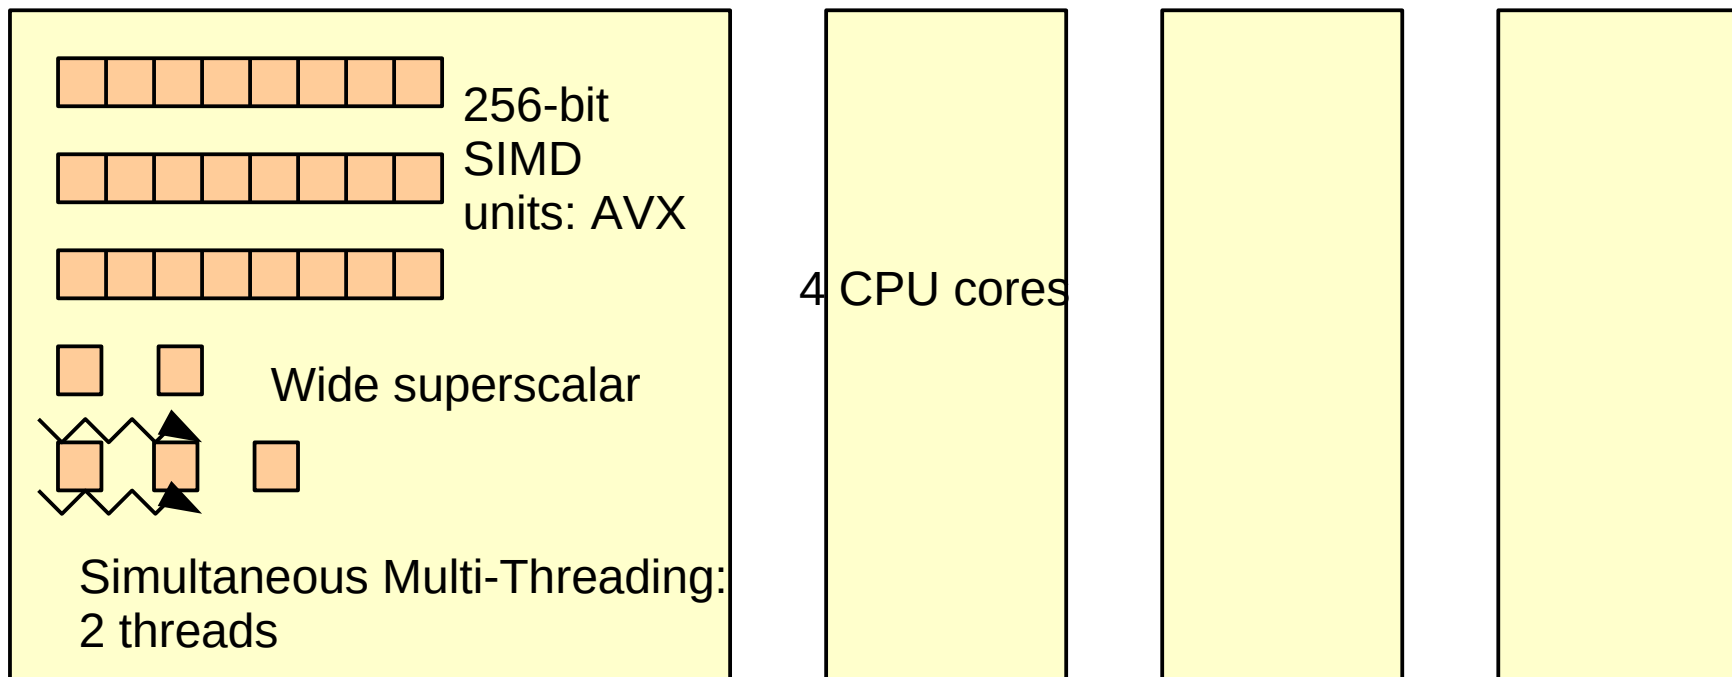 256-bit
SIMD
units: AVX
4 CPU cores
Wide superscalar
Simultaneous Multi-Threading:
2 threads